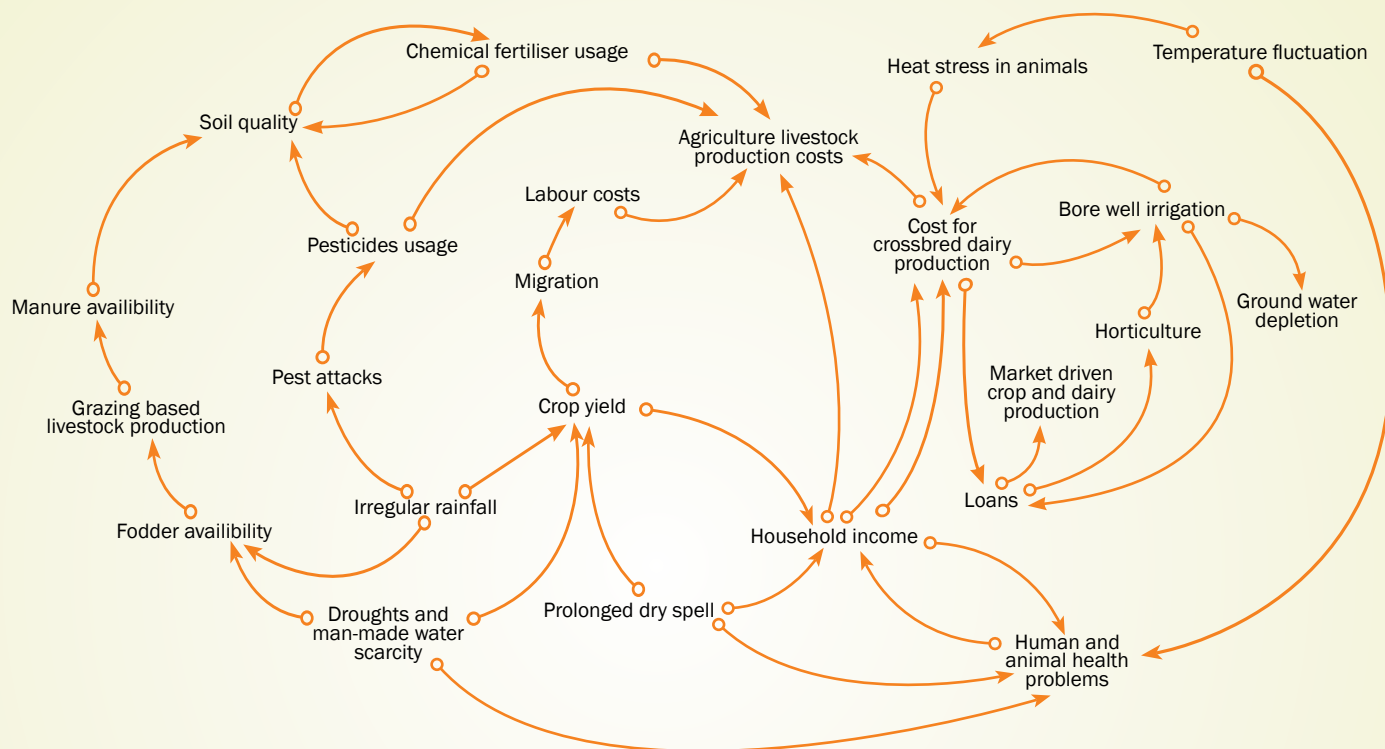 Chemical fertiliser usage
Temperature fluctuation
Heat stress in animals
Soil quality
Agriculture livestock
production costs
Labour costs
Bore well irrigation
Pesticides usage
Cost for
crossbred dairy
production
Migration
Manure availibility
Ground water
depletion
Horticulture
Pest attacks
Market driven
crop and dairy
production
Grazing based
livestock production
Crop yield
Loans
Irregular rainfall
Fodder availibility
Household income
Prolonged dry spell
Droughts and
man-made water
scarcity
Human and
animal health
problems